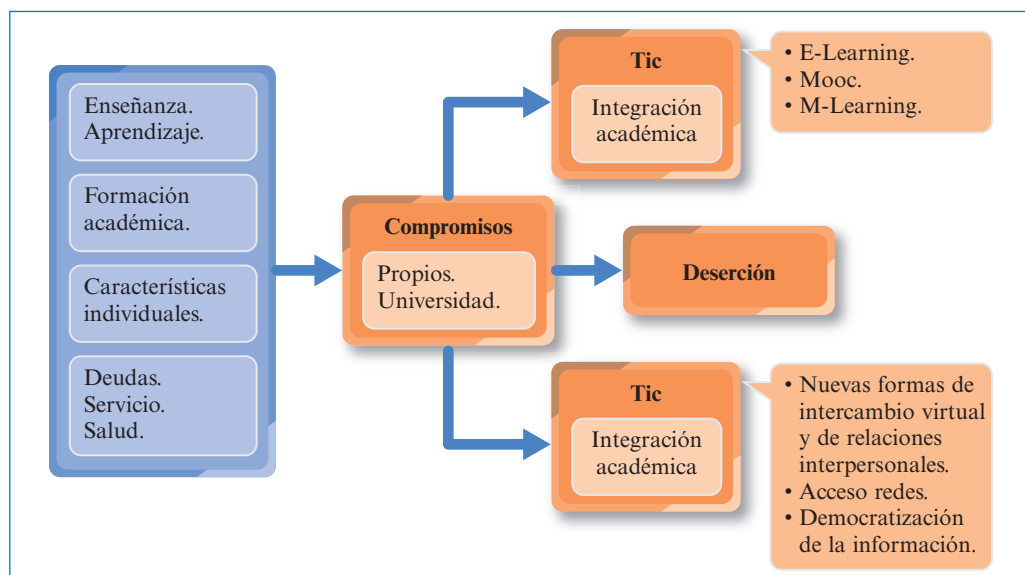 Enseñanza.
Aprendizaje.
Formación
académica.
Características
individuales.
Deudas.
Servicio.
Salud.
Compromisos
Propios.
Universidad.
Tic
Integración
académica
• E-Learning.
• Mooc.
• M-Learning.
Deserción
Tic
Integración
académica
• Nuevas formas de
intercambio virtual
y de relaciones
interpersonales.
• Acceso redes.
• Democratización
de la información.